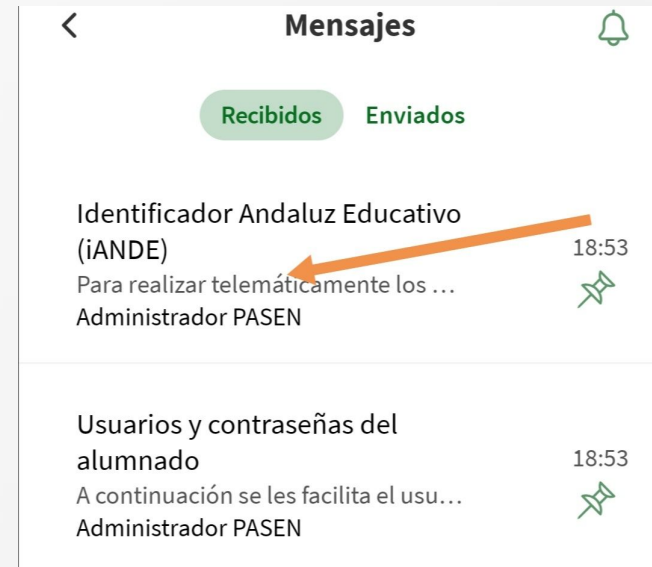 Mensajes
Recibidos Enviados
Identificador Andaluz Educativo
(iANDE)
18:53
Para realizar telemáticamente los ...
Administrador PASEN
Usuarios y contraseñas del
alumnado
18:53
A continuación se les facilita el usu...
Administrador PASEN